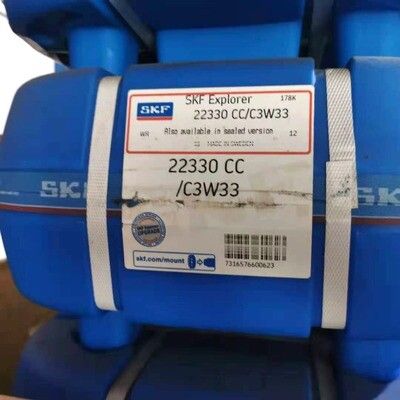 SKF
SKF Explorer
178K
22330 CC/C3W33
Also available in sealed version
WR
12
MADE IN SWEDEN
SKF
22330 CC
/C3W33
SKF
UPGRADE
skf.com/mount
7316576600623